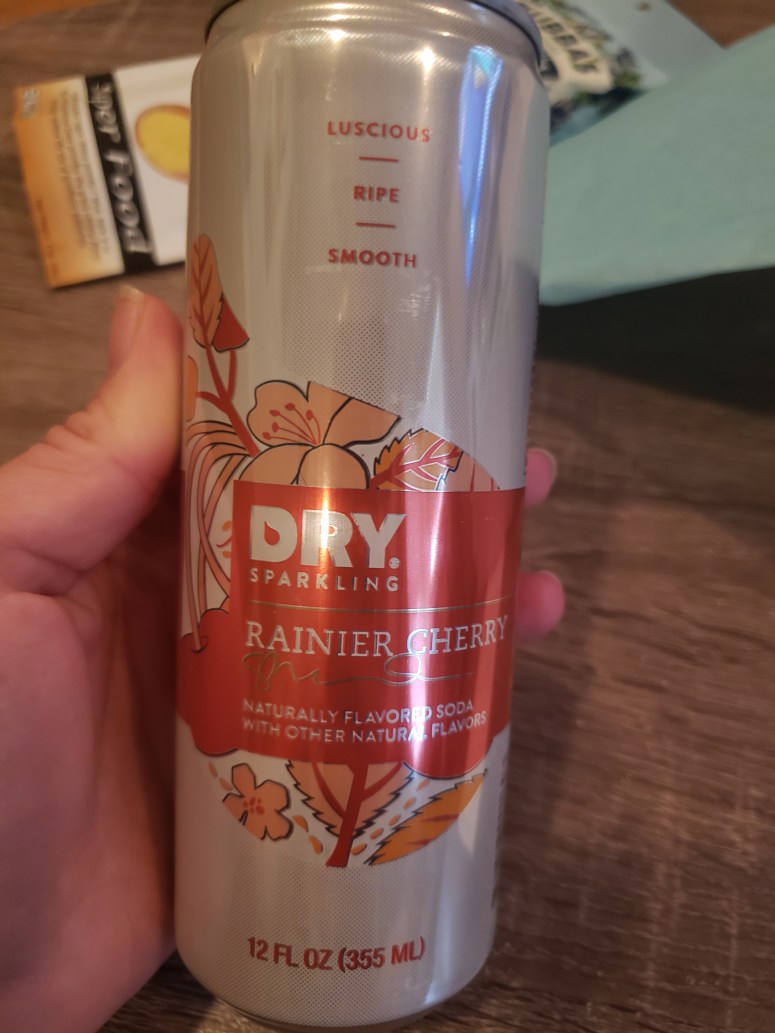 LUSCIOUS
RIPE
SMOOTH
DRY.
SPARKLING
RAINIER CHERRY
NATURALLY FLAVORED SODA
WITH OTHER NATURAL FLAVORS
12 FL OZ (355 ML)